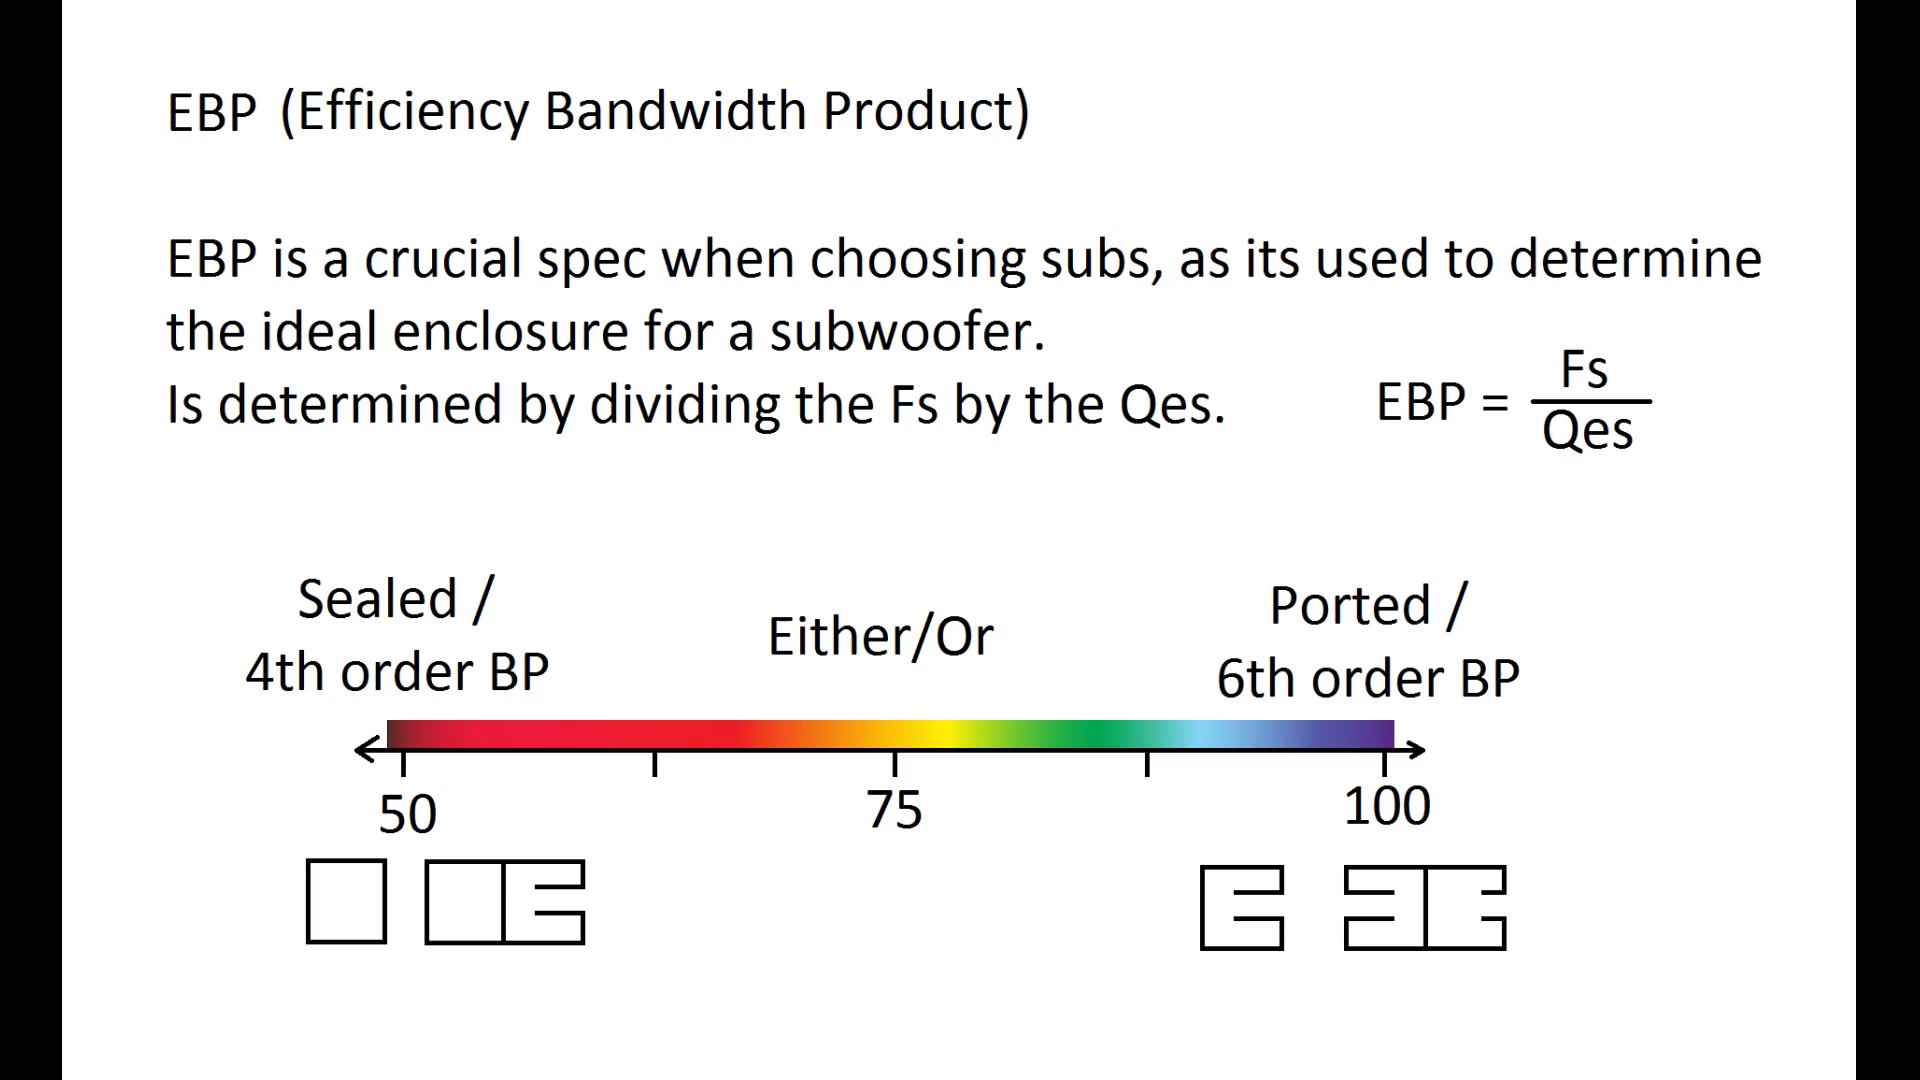 EBP (Efficiency Bandwidth Product)
EBP is a crucial spec when choosing subs, as its used to determine
the ideal enclosure for a subwoofer.
Is determined by dividing the Fs by the Qes.
EBP = Fs
Qes
Sealed /
4th order BP
Either/Or
Ported /
6th order BP
50
75
100